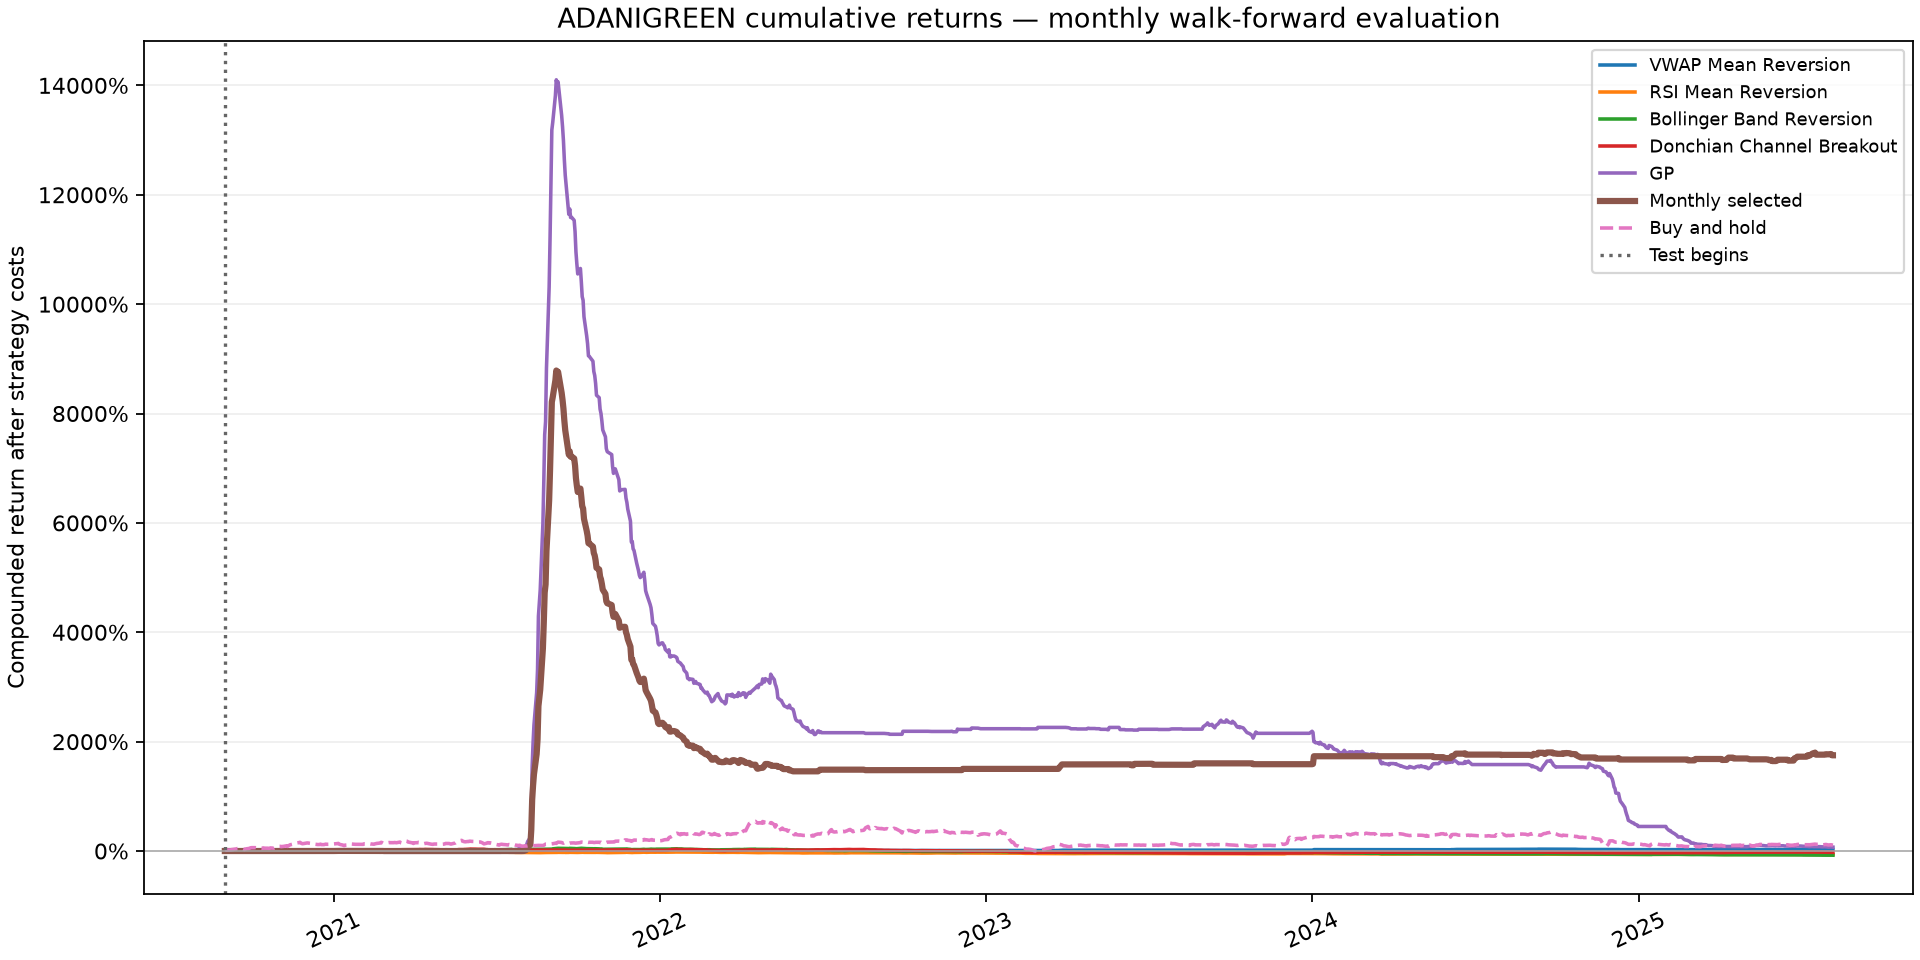 ADANIGREEN cumulative returns — monthly walk-forward evaluation
Compounded return after strategy costs
14000%
12000%
10000%
8000%
6000%
4000%
2000%
0%
2021
2022
2023
2024
2025
VWAP Mean Reversion
RSI Mean Reversion
Bollinger Band Reversion
Donchian Channel Breakout
GP
Monthly selected
Buy and hold
Test begins